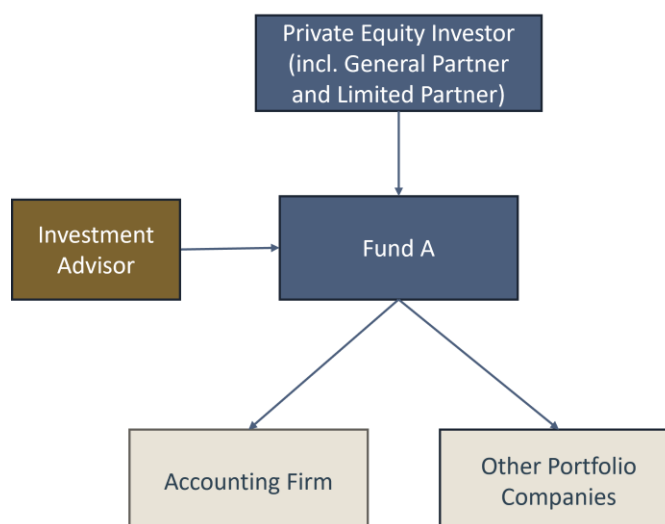 Private Equity Investor
(incl. General Partner
and Limited Partner)
Investment
Advisor
Fund A
Accounting Firm
Other Portfolio
Companies